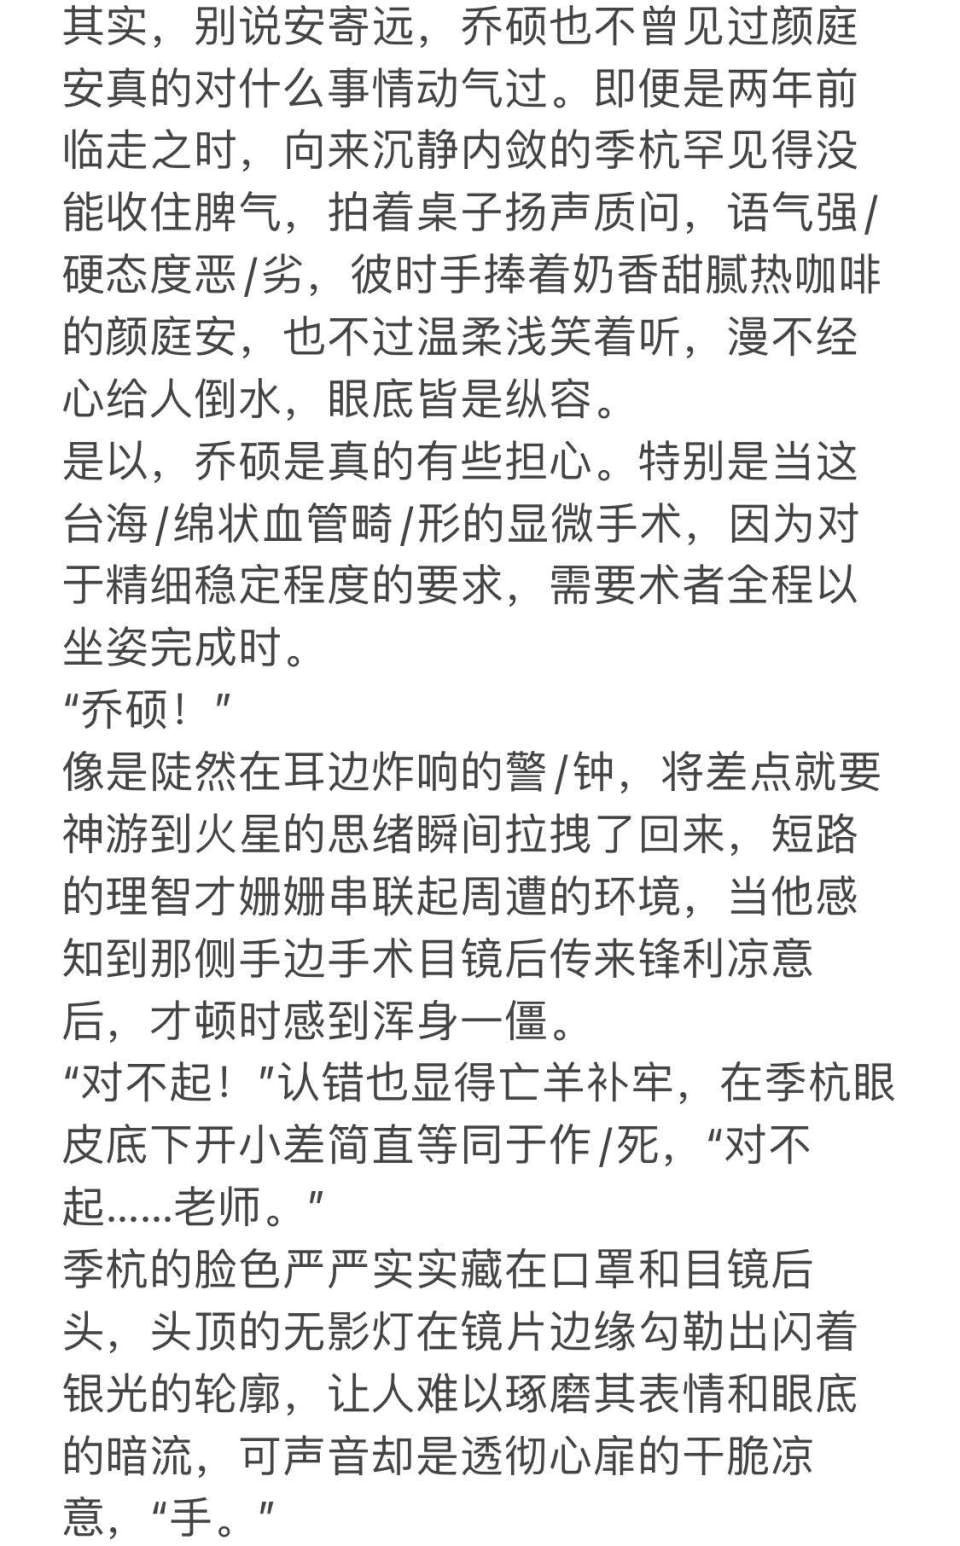 其实，别说安寄远，乔硕也不曾见过颜庭
安真的对什么事情动气过。即便是两年前
临走之时，向来沉静内敛的季杭罕见得没
能收住脾气，拍着桌子扬声质问，语气强/
硬态度恶/劣，彼时手捧着奶香甜腻热咖啡
的颜庭安，也不过温柔浅笑着听，漫不经
心给人倒水，眼底皆是纵容。
是以，乔硕是真的有些担心。特别是当这
台海/绵状血管畸/形的显微手术，因为对
于精细稳定程度的要求，需要术者全程以
坐姿完成时。
“乔硕！”
像是陡然在耳边炸响的警/钟，将差点就要
神游到火星的思绪瞬间拉拽了回来，短路
的理智才姗姗串联起周遭的环境，当他感
知到那侧手边手术目镜后传来锋利凉意
后，才顿时感到浑身一僵。
“对不起！”认错也显得亡羊补牢，在季杭眼
皮底下开小差简直等同于作/死，“对不
起……老师。”
季杭的脸色严严实实藏在口罩和目镜后
头，头顶的无影灯在镜片边缘勾勒出闪着
银光的轮廓，让人难以琢磨其表情和眼底
的暗流，可声音却是透彻心扉的干脆凉
意，“手。”